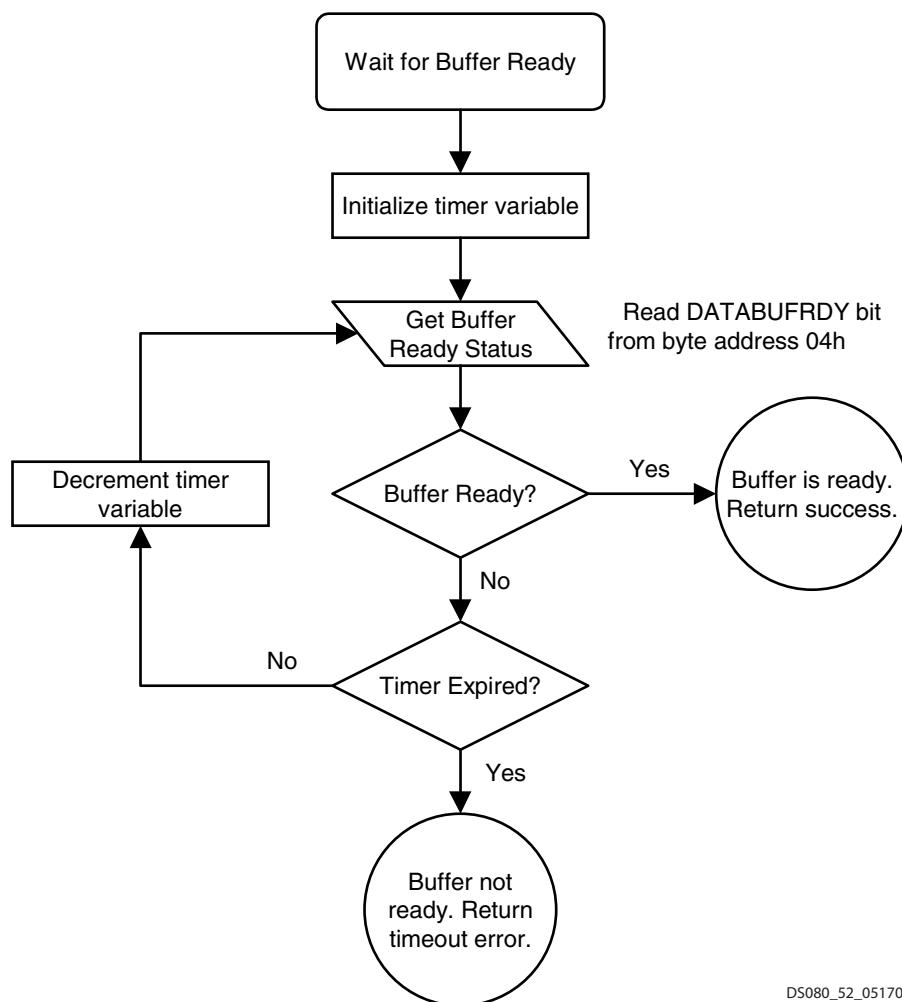 Wait for Buffer Ready
Initialize timer variable
Get Buffer
Ready Status
Read DATABUFRDY bit
from byte address 04h
Decrement timer
variable
Buffer Ready?
Yes
Buffer is ready.
Return success.
No
No
Timer Expired?
Yes
Buffer not
ready. Return
timeout error.
DS080_52_05170